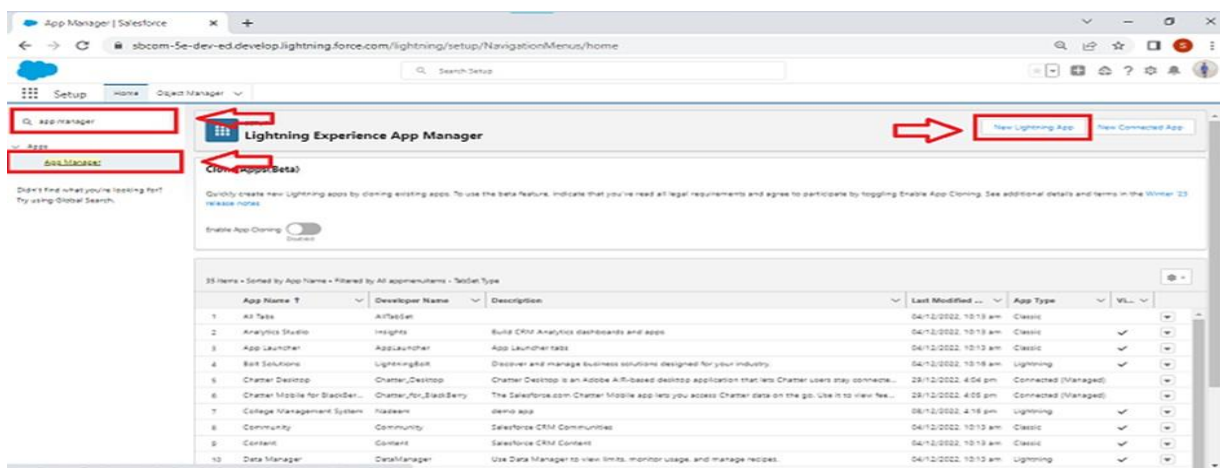 App Manager | Salesforce
sbcom-5e-dev-ed.develop.lightning.force.com/lightning/setup/NavigationMenus/home
S
Search Setup
Setup Home Object Manager
app manager
Apps
App Manager
Didn't find what you're looking for?
Try using Global Search.
Lightning Experience App Manager
New Lightning App New Connected App
Clone Apps(Beta)
Quickly create new Lightning apps by cloning existing apps. To use the beta feature, indicate that you've read all legal requirements and agree to participate by toggling Enable App Cloning. See additional details and terms in the Winter '23
release notes
Enable App Cloning
Disabled
35 items • Sorted by App Name • Filtered by All appmenuitems - TabSet Type
App Name ↑ Developer Name Description Last Modified ... App Type Vi...
1 All Tabs AllTabSet 04/12/2022, 10:13 am Classic
2 Analytics Studio Insights Build CRM Analytics dashboards and apps 04/12/2022, 10:13 am Classic
3 App Launcher AppLauncher App Launcher tabs 04/12/2022, 10:13 am Classic
4 Bolt Solutions LightningBolt Discover and manage business solutions designed for your industry. 04/12/2022, 10:16 am Lightning
5 Chatter Desktop Chatter_Desktop Chatter Desktop is an Adobe AIR-based desktop application that lets Chatter users stay connecte... 29/12/2022, 4:04 pm Connected (Managed)
6 Chatter Mobile for BlackBer... Chatter_for_BlackBerry The Salesforce.com Chatter Mobile app lets you access Chatter data on the go. Use it to view fee... 29/12/2022, 4:05 pm Connected (Managed)
7 College Management System Nadeem demo app 08/12/2022, 4:16 pm Lightning
8 Community Community Salesforce CRM Communities 04/12/2022, 10:13 am Classic
9 Content Content Salesforce CRM Content 04/12/2022, 10:13 am Classic
10 Data Manager DataManager Use Data Manager to view limits, monitor usage, and manage recipes. 04/12/2022, 10:13 am Lightning